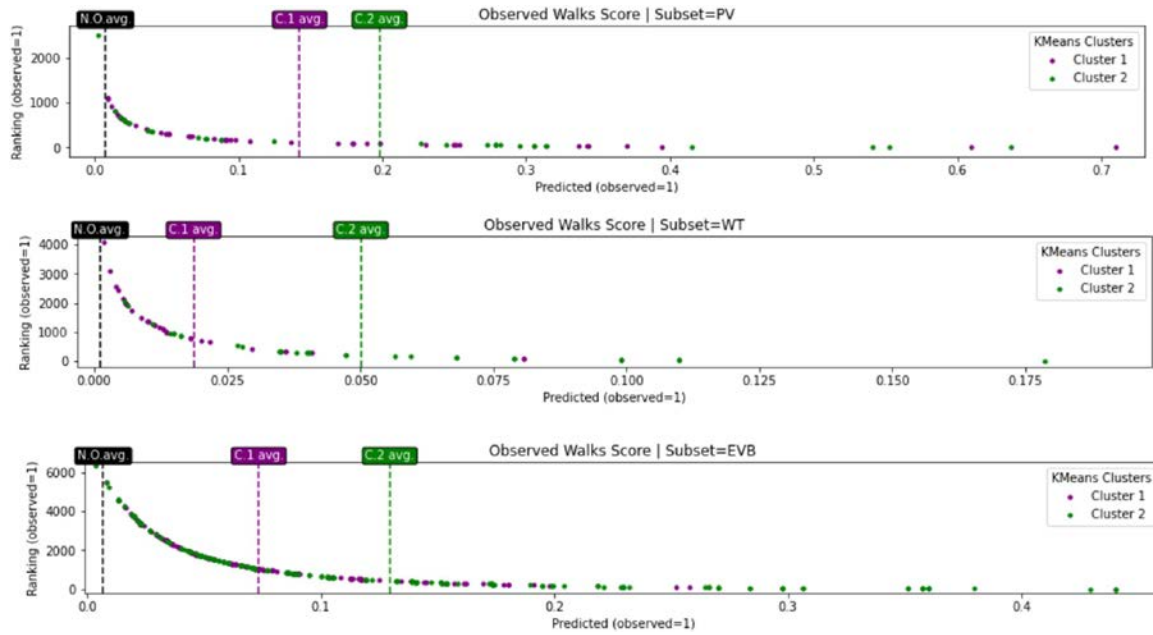 Observed Walks Score | Subset=PV
N.O.avg.
C.1 avg.
C.2 avg.
KMeans Clusters
Cluster 1
Cluster 2
Ranking (observed=1)
2000
1000
0
0.0 0.1 0.2 0.3 0.4 0.5 0.6 0.7
Predicted (observed=1)
Observed Walks Score | Subset=WT
N.O.avg.
C.1 avg.
C.2 avg.
KMeans Clusters
Cluster 1
Cluster 2
Ranking (observed=1)
4000
3000
2000
1000
0
0.000 0.025 0.050 0.075 0.100 0.125 0.150 0.175
Predicted (observed=1)
Observed Walks Score | Subset=EVB
N.O.avg.
C.1 avg.
C.2 avg.
KMeans Clusters
Cluster 1
Cluster 2
Ranking (observed=1)
6000
4000
2000
0
0.0 0.1 0.2 0.3 0.4
Predicted (observed=1)